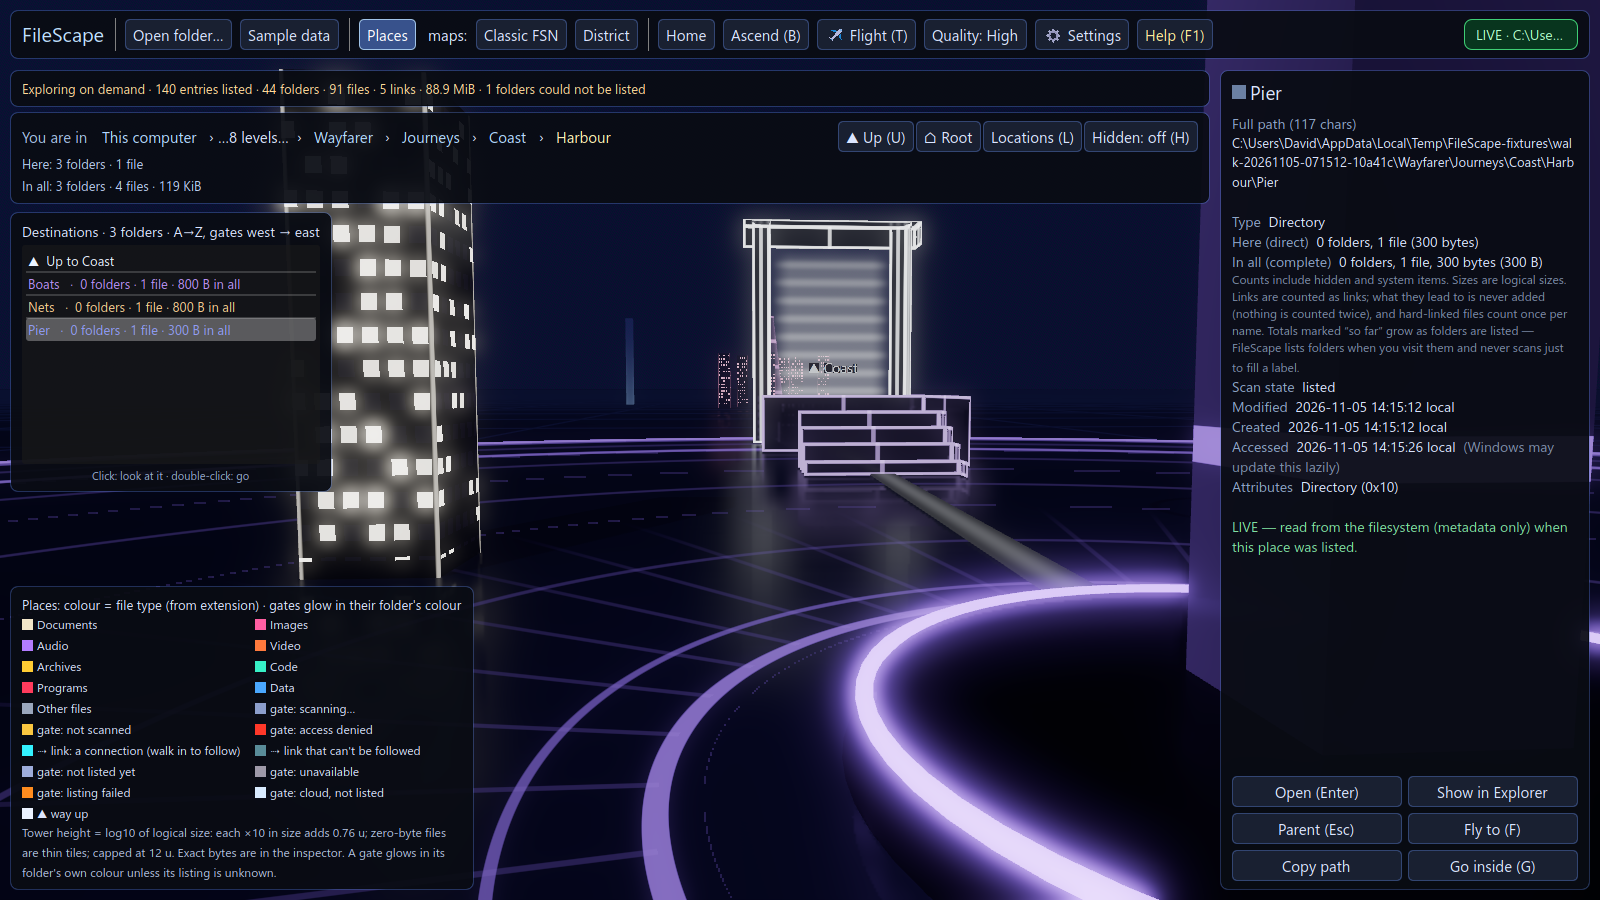 FileScape
Open folder...
Sample data
Places
maps:
Classic FSN
District
Home
Ascend (B)
Flight (T)
Quality: High
Settings
Help (F1)
LIVE · C:\Use...
Exploring on demand · 140 entries listed · 44 folders · 91 files · 5 links · 88.9 MiB · 1 folders could not be listed
You are in This computer › ...8 levels... › Wayfarer › Journeys › Coast › Harbour
▲ Up (U)
Root
Locations (L)
Hidden: off (H)
Here: 3 folders · 1 file
In all: 3 folders · 4 files · 119 KiB
Destinations · 3 folders · A→Z, gates west → east
▲ Up to Coast
Boats · 0 folders · 1 file · 800 B in all
Nets · 0 folders · 1 file · 800 B in all
Pier · 0 folders · 1 file · 300 B in all
Click: look at it · double-click: go
▲ Coast
Places: colour = file type (from extension) · gates glow in their folder's colour
Documents
Images
Audio
Video
Archives
Code
Programs
Data
Other files
gate: scanning...
gate: not scanned
gate: access denied
→ link: a connection (walk in to follow)
→ link that can't be followed
gate: not listed yet
gate: unavailable
gate: listing failed
gate: cloud, not listed
▲ way up
Tower height = log10 of logical size: each ×10 in size adds 0.76 u; zero-byte files
are thin tiles; capped at 12 u. Exact bytes are in the inspector. A gate glows in its
folder's own colour unless its listing is unknown.
Pier
Full path (117 chars)
C:\Users\David\AppData\Local\Temp\FileScape-fixtures\wal
k-20261105-071512-10a41c\Wayfarer\Journeys\Coast\Harb
our\Pier
Type Directory
Here (direct) 0 folders, 1 file (300 bytes)
In all (complete) 0 folders, 1 file, 300 bytes (300 B)
Counts include hidden and system items. Sizes are logical sizes.
Links are counted as links; what they lead to is never added
(nothing is counted twice), and hard-linked files count once per
name. Totals marked "so far" grow as folders are listed —
FileScape lists folders when you visit them and never scans just
to fill a label.
Scan state listed
Modified 2026-11-05 14:15:12 local
Created 2026-11-05 14:15:12 local
Accessed 2026-11-05 14:15:26 local (Windows may
update this lazily)
Attributes Directory (0x10)
LIVE — read from the filesystem (metadata only) when
this place was listed.
Open (Enter)
Show in Explorer
Parent (Esc)
Fly to (F)
Copy path
Go inside (G)